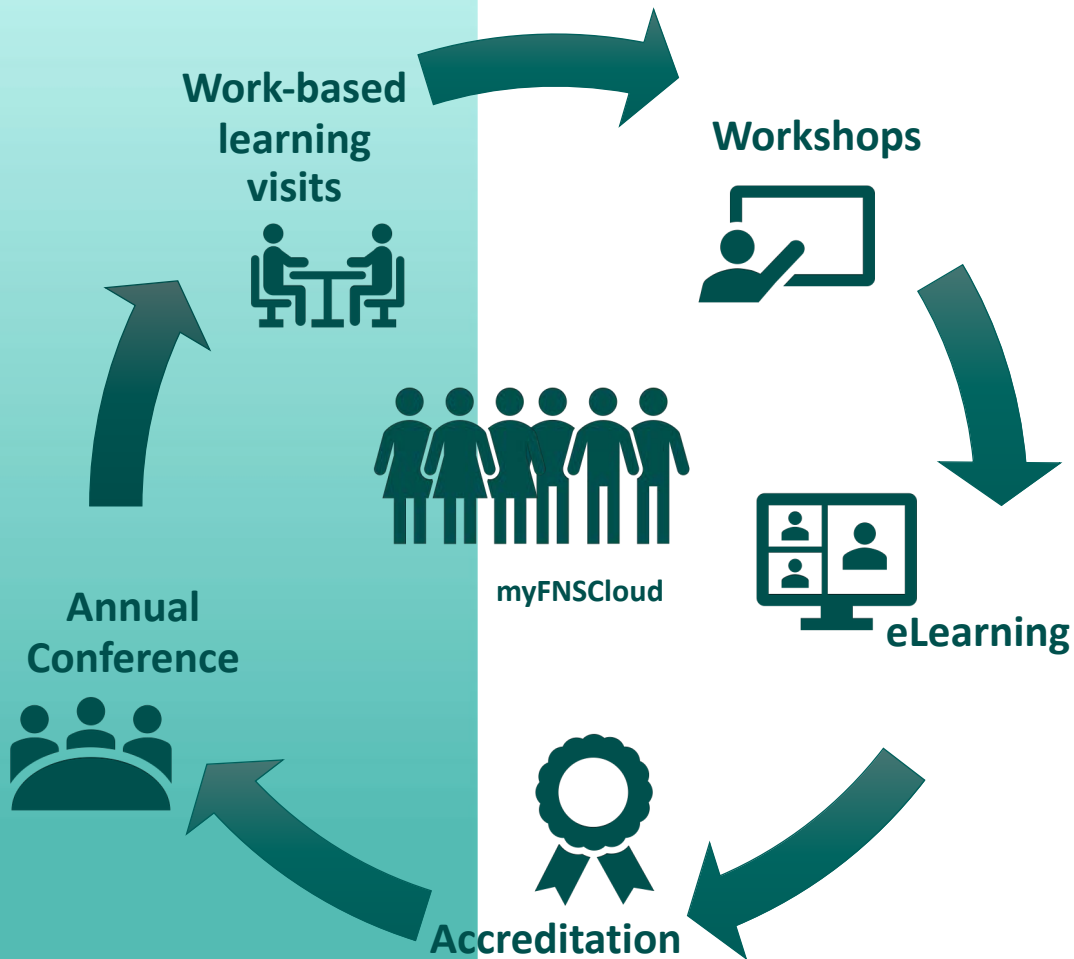 Work-based
learning
visits
Workshops
myFNSCloud
eLearning
Annual
Conference
Accreditation